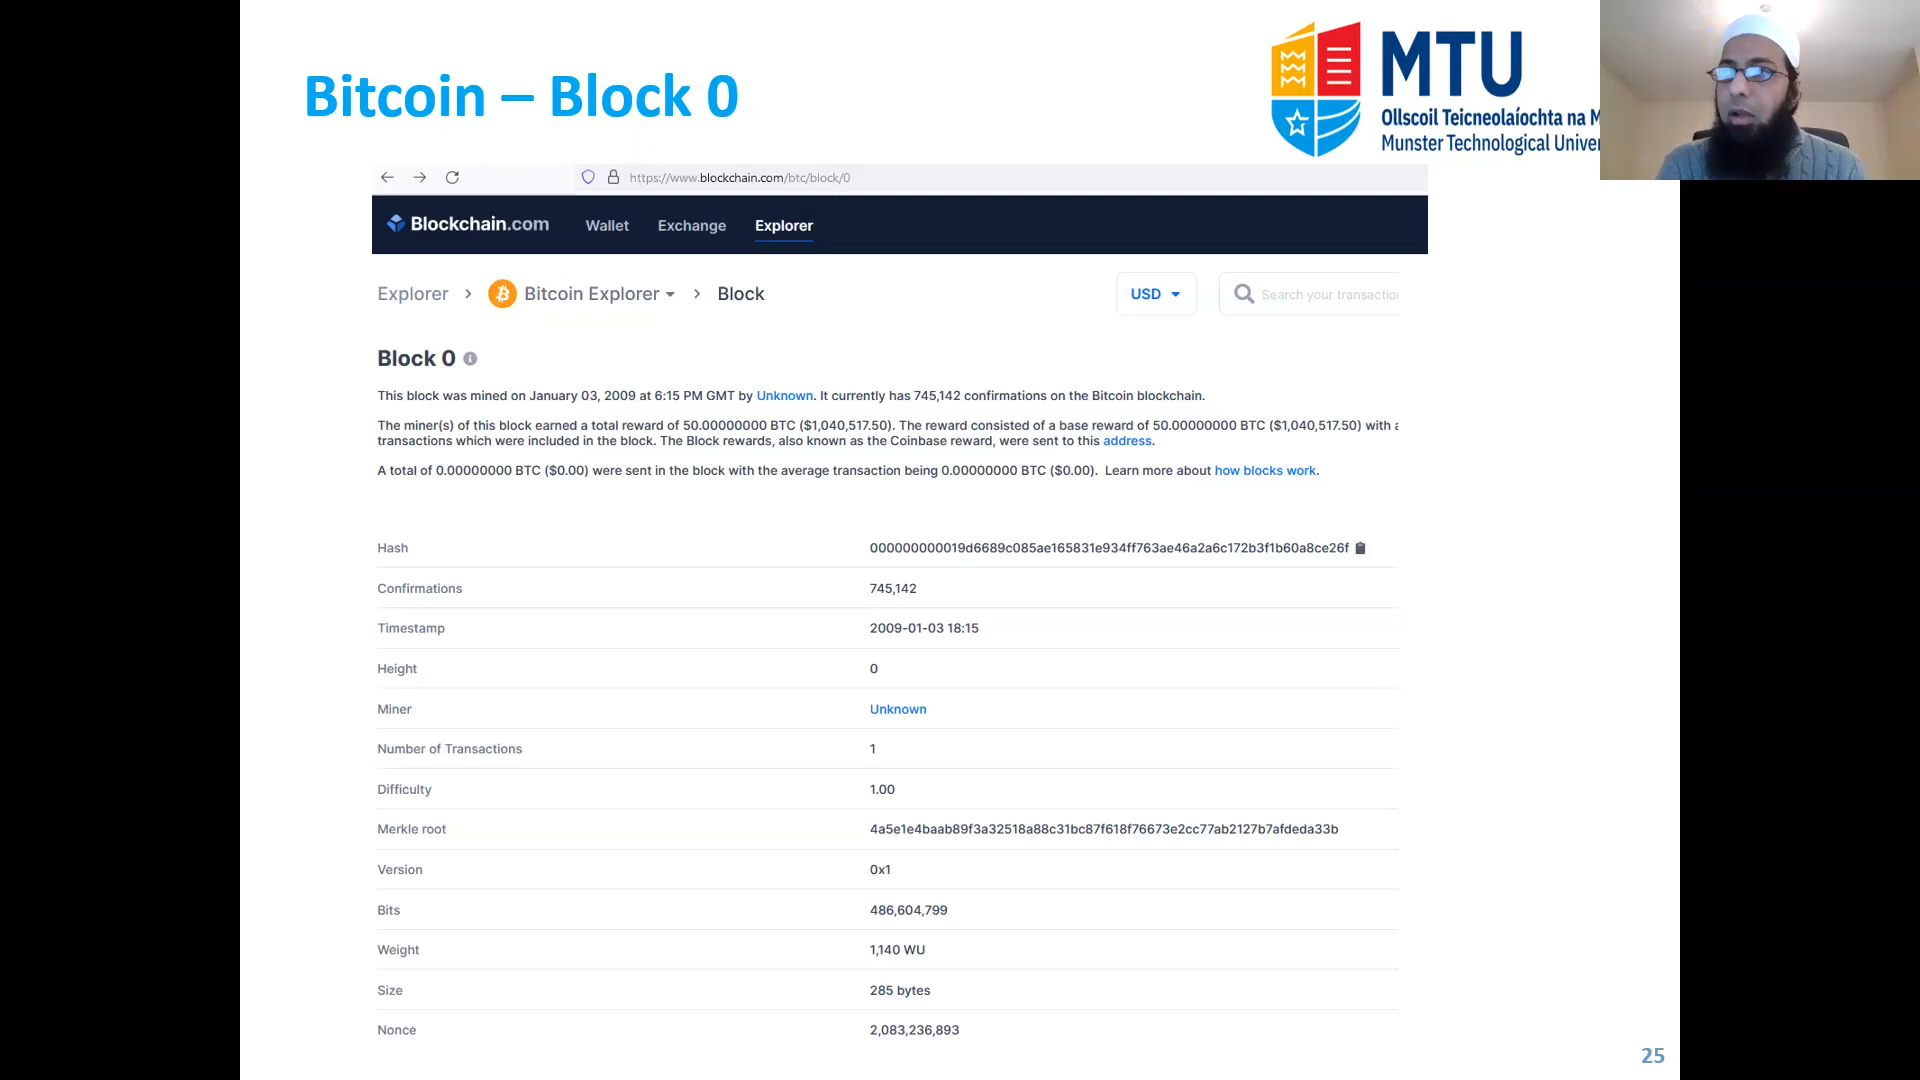 Bitcoin – Block 0
MTU
Ollscoil Teicneolaíochta na M
Munster Technological Univer
https://www.blockchain.com/btc/block/0
Blockchain.com Wallet Exchange Explorer
Explorer > Bitcoin Explorer > Block USD Search your transactio
Block 0
This block was mined on January 03, 2009 at 6:15 PM GMT by Unknown. It currently has 745,142 confirmations on the Bitcoin blockchain.
The miner(s) of this block earned a total reward of 50.00000000 BTC ($1,040,517.50). The reward consisted of a base reward of 50.00000000 BTC ($1,040,517.50) with a
transactions which were included in the block. The Block rewards, also known as the Coinbase reward, were sent to this address.
A total of 0.00000000 BTC ($0.00) were sent in the block with the average transaction being 0.00000000 BTC ($0.00). Learn more about how blocks work.
Hash 000000000019d6689c085ae165831e934ff763ae46a2a6c172b3f1b60a8ce26f
Confirmations 745,142
Timestamp 2009-01-03 18:15
Height 0
Miner Unknown
Number of Transactions 1
Difficulty 1.00
Merkle root 4a5e1e4baab89f3a32518a88c31bc87f618f76673e2cc77ab2127b7afdeda33b
Version 0x1
Bits 486,604,799
Weight 1,140 WU
Size 285 bytes
Nonce 2,083,236,893
25